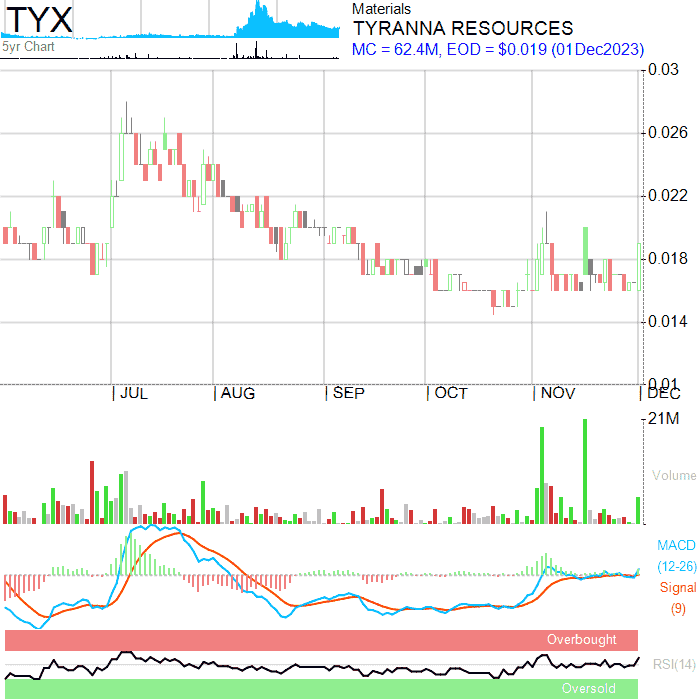 TYX
5yr Chart
Materials
TYRANNA RESOURCES
MC = 62.4M, EOD = $0.019 (01Dec2023)
0.03
0.026
0.022
0.018
0.014
0.01
JUL
AUG
SEP
OCT
NOV
DEC
21M
Volume
MACD
(12-26)
Signal
(9)
Overbought
RSI(14)
Oversold